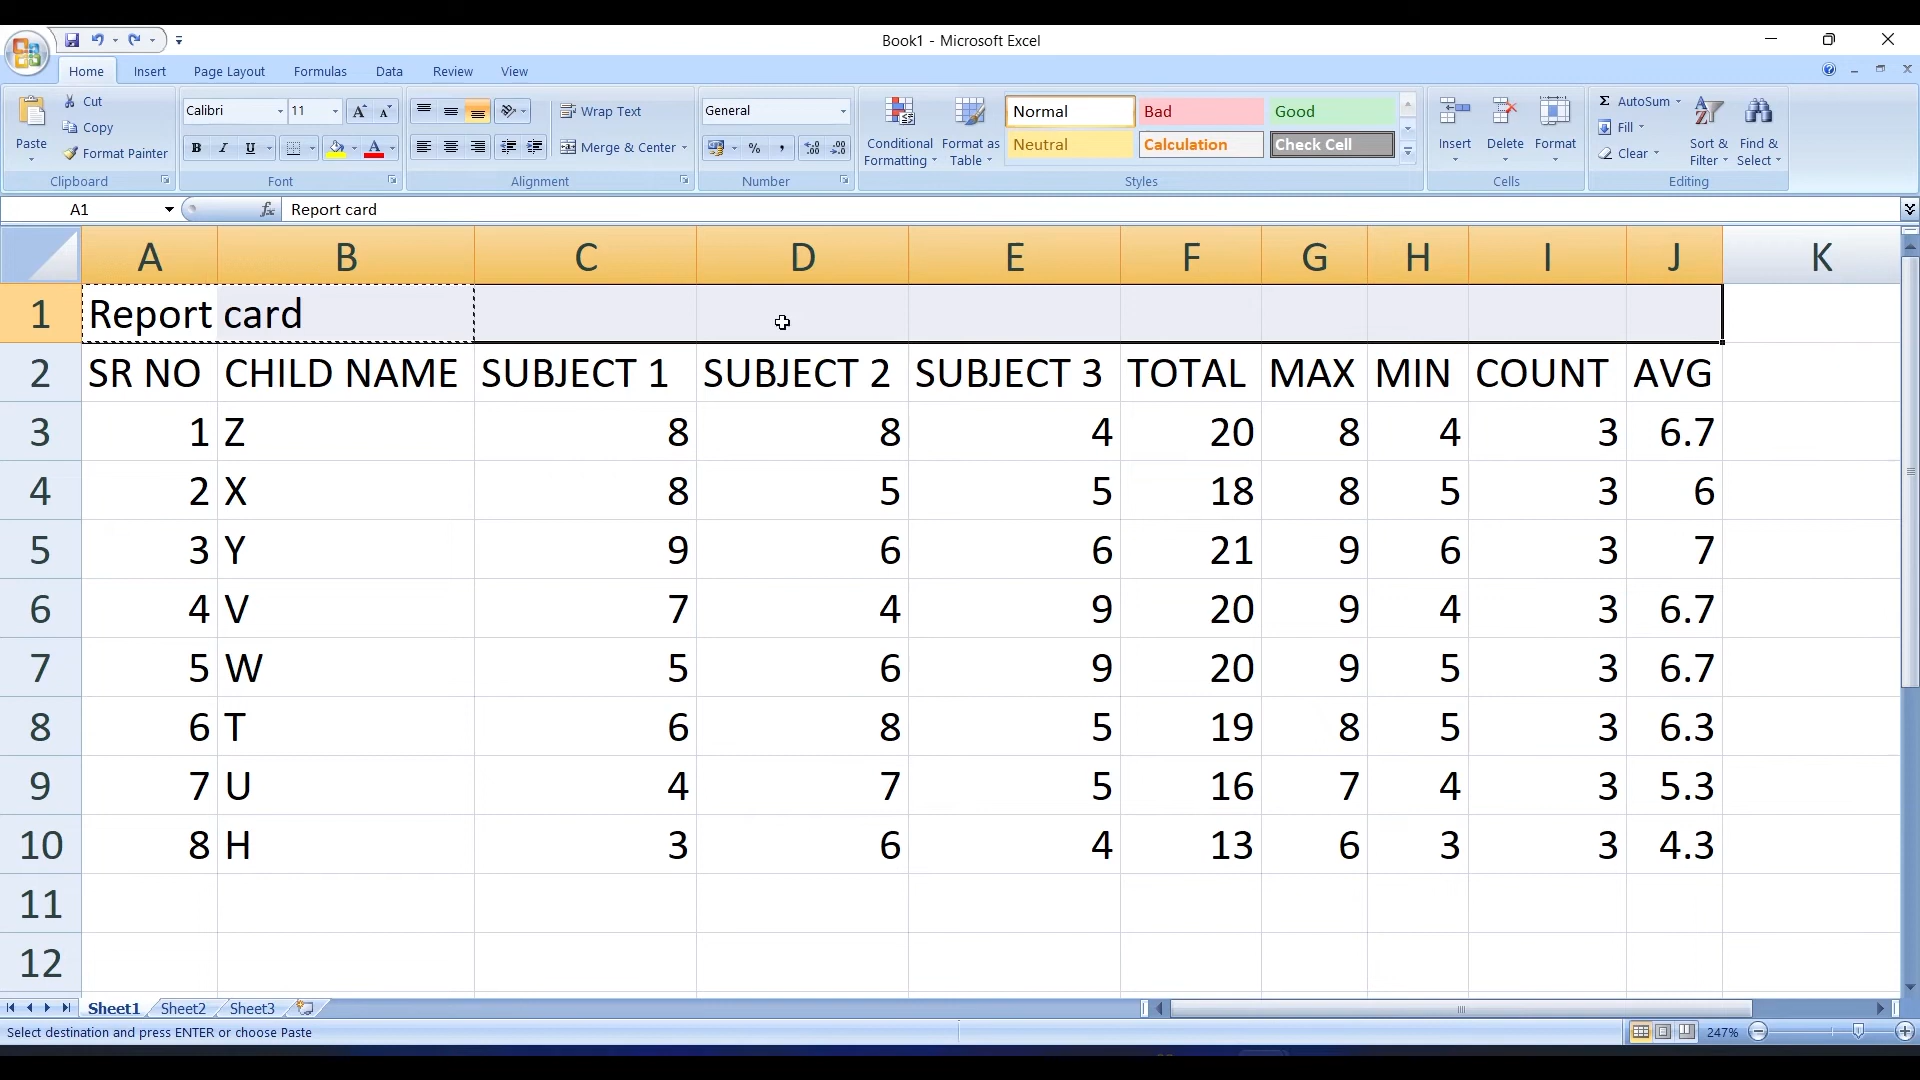 Book1 - Microsoft Excel
Home Insert Page Layout Formulas Data Review View
Paste Cut Copy Format Painter
Calibri 11
B I U
Wrap Text
Merge & Center
General
% ,
Conditional Formatting
Format as Table
Normal Bad Good
Neutral Calculation Check Cell
Insert Delete Format
Σ AutoSum
Fill
Clear
Sort & Filter
Find & Select
Clipboard Font Alignment Number Styles Cells Editing
A1 fx Report card
A B C D E F G H I J K
1 Report card
2 SR NO CHILD NAME SUBJECT 1 SUBJECT 2 SUBJECT 3 TOTAL MAX MIN COUNT AVG
3 1 Z 8 8 4 20 8 4 3 6.7
4 2 X 8 5 5 18 8 5 3 6
5 3 Y 9 6 6 21 9 6 3 7
6 4 V 7 4 9 20 9 4 3 6.7
7 5 W 5 6 9 20 9 5 3 6.7
8 6 T 6 8 5 19 8 5 3 6.3
9 7 U 4 7 5 16 7 4 3 5.3
10 8 H 3 6 4 13 6 3 3 4.3
11
12
Sheet1 Sheet2 Sheet3
Select destination and press ENTER or choose Paste
247%